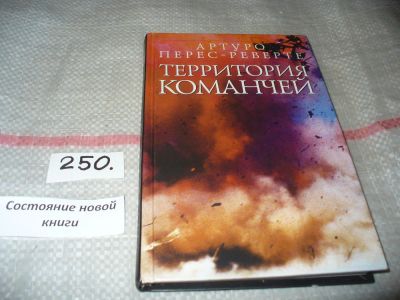 АРТУРО
ПЕРЕС-РЕВЕРТЕ
ТЕРРИТОРИЯ
КОМАНЧЕЙ
250.
Состояние новой
книги